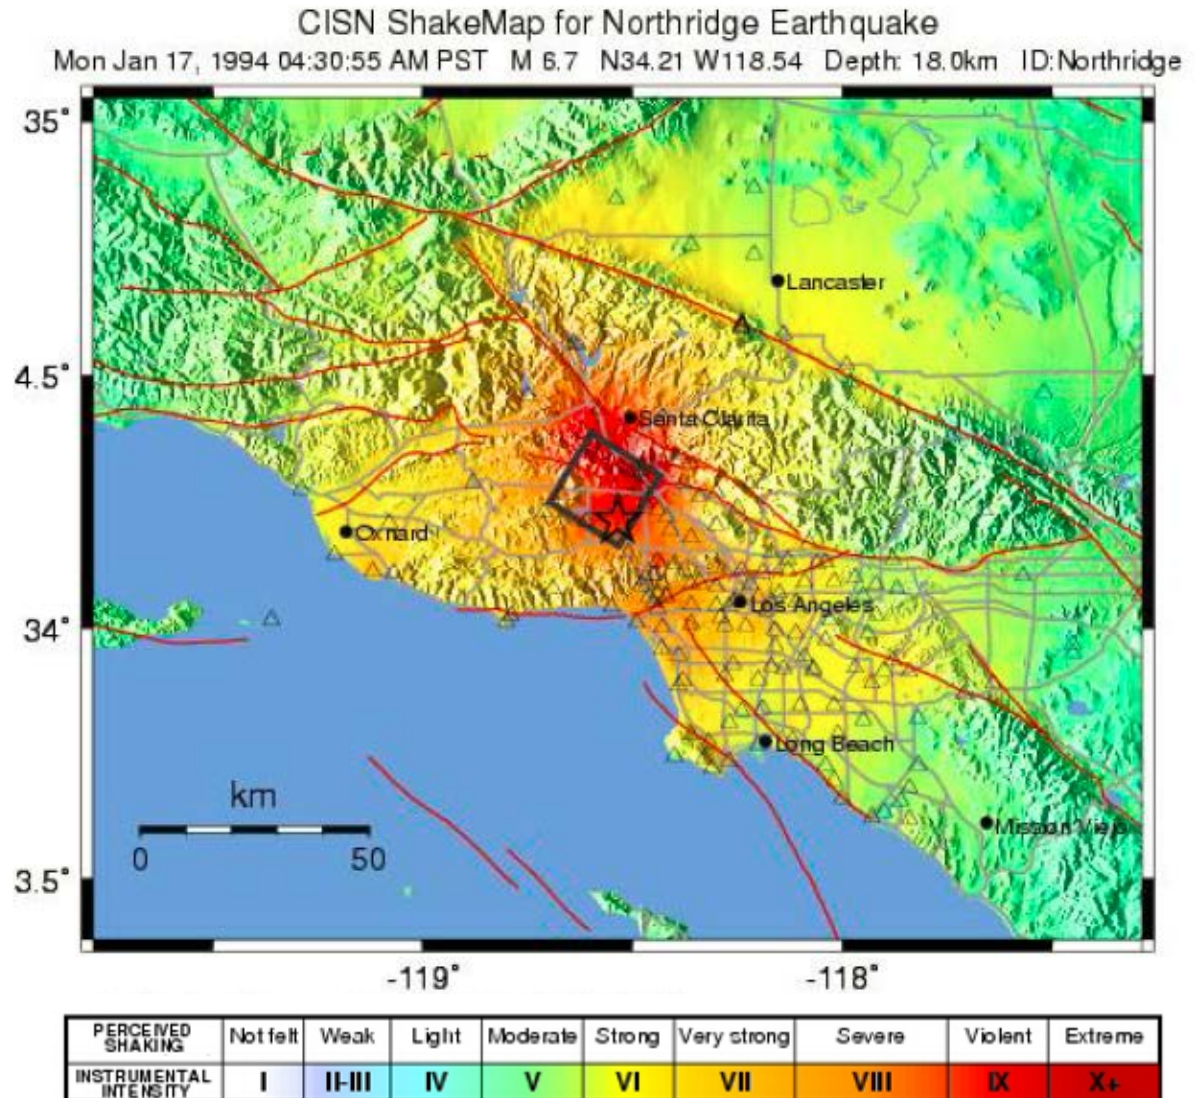 CISN ShakeMap for Northridge Earthquake
Mon Jan 17, 1994 04:30:55 AM PST M 6.7 N34.21 W118.54 Depth: 18.0km ID:Northridge
35°
Lancaster
4.5°
Santa Clarita
Oxnard
Los Angeles
34°
Long Beach
km
Mission Viejo
0 50
3.5°
-119° -118°
PERCEIVED SHAKING Not felt Weak Light Moderate Strong Very strong Severe Violent Extreme
INSTRUMENTAL INTENSITY I II-III IV V VI VII VIII IX X+